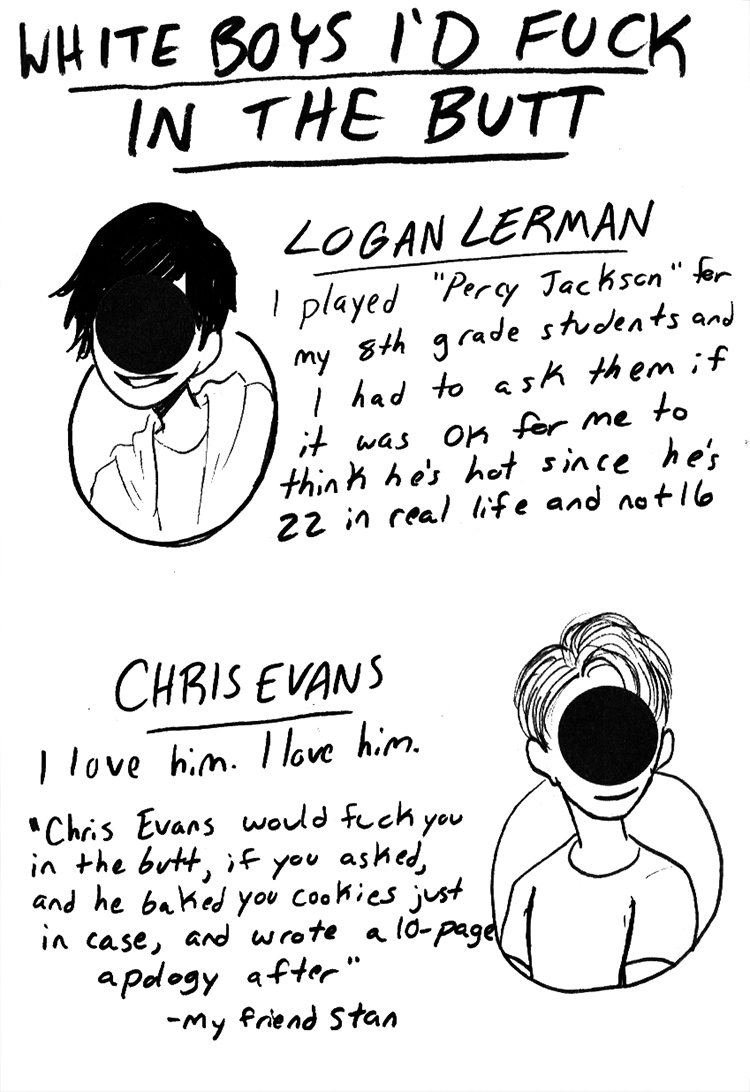 WHITE BOYS I'D FUCK
IN THE BUTT
LOGAN LERMAN
I played "Percy Jackson" for
my 8th grade students and
I had to ask them if
it was OK for me to
think he's hot since he's
22 in real life and not 16
CHRIS EVANS
I love him. I love him.
"Chris Evans would fuck you
in the butt, if you asked,
and he baked you cookies just
in case, and wrote a 10-page
apology after"
-my friend Stan